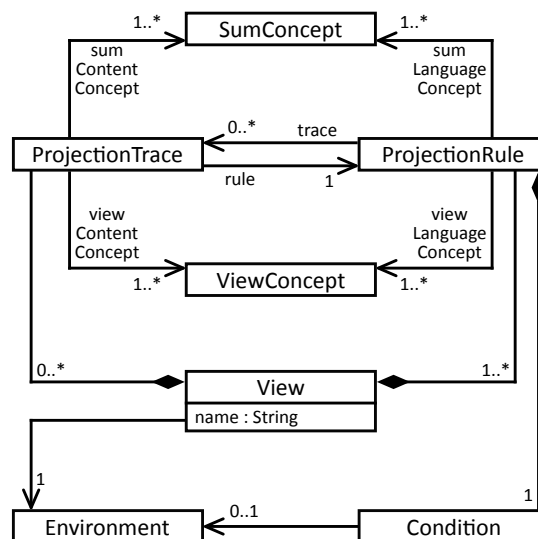 1..*
SumConcept
1..*
sum
Content
Concept
sum
Language
Concept
0..*
trace
ProjectionTrace
ProjectionRule
rule
1
view
Content
Concept
view
Language
Concept
1..*
ViewConcept
1..*
0..*
View
1..*
name : String
1
0..1
1
Environment
Condition